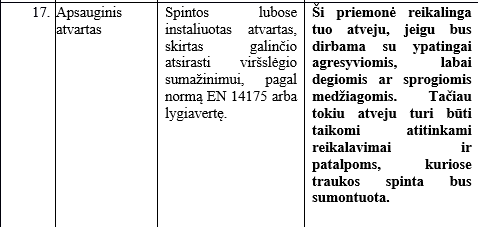 17. Apsauginis
atvartas
Spintos lubose
instaliuotas atvartas,
skirtas galinčio
atsirasti viršslėgio
sumažinimui, pagal
normą EN 14175 arba
lygiavertę.
Ši priemonė reikalinga
tuo atveju, jeigu bus
dirbama su ypatingai
agresyviomis, labai
degiomis ar sprogiomis
medžiagomis. Tačiau
tokiu atveju turi būti
taikomi atitinkami
reikalavimai ir
patalpoms, kuriose
traukos spinta bus
sumontuota.